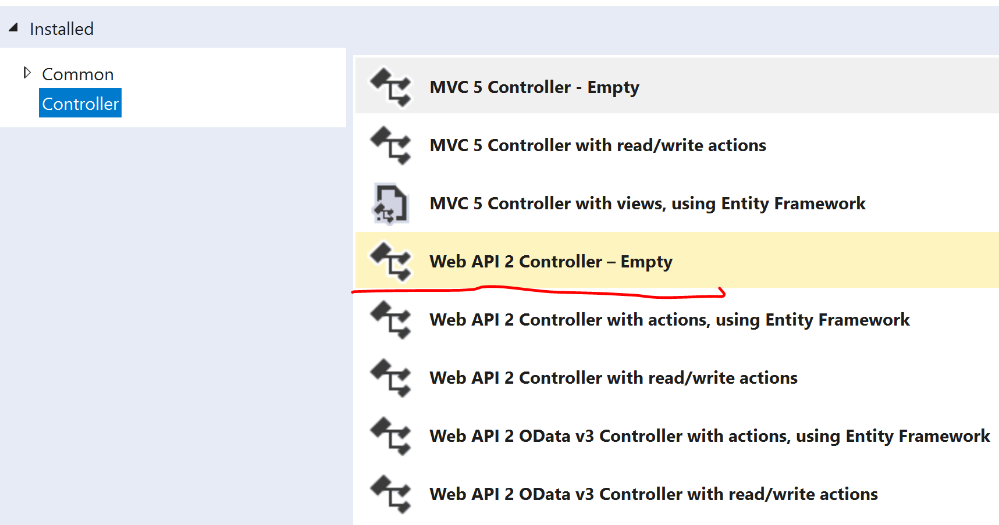 Installed
Common
Controller
MVC 5 Controller - Empty
MVC 5 Controller with read/write actions
MVC 5 Controller with views, using Entity Framework
Web API 2 Controller – Empty
Web API 2 Controller with actions, using Entity Framework
Web API 2 Controller with read/write actions
Web API 2 OData v3 Controller with actions, using Entity Framework
Web API 2 OData v3 Controller with read/write actions